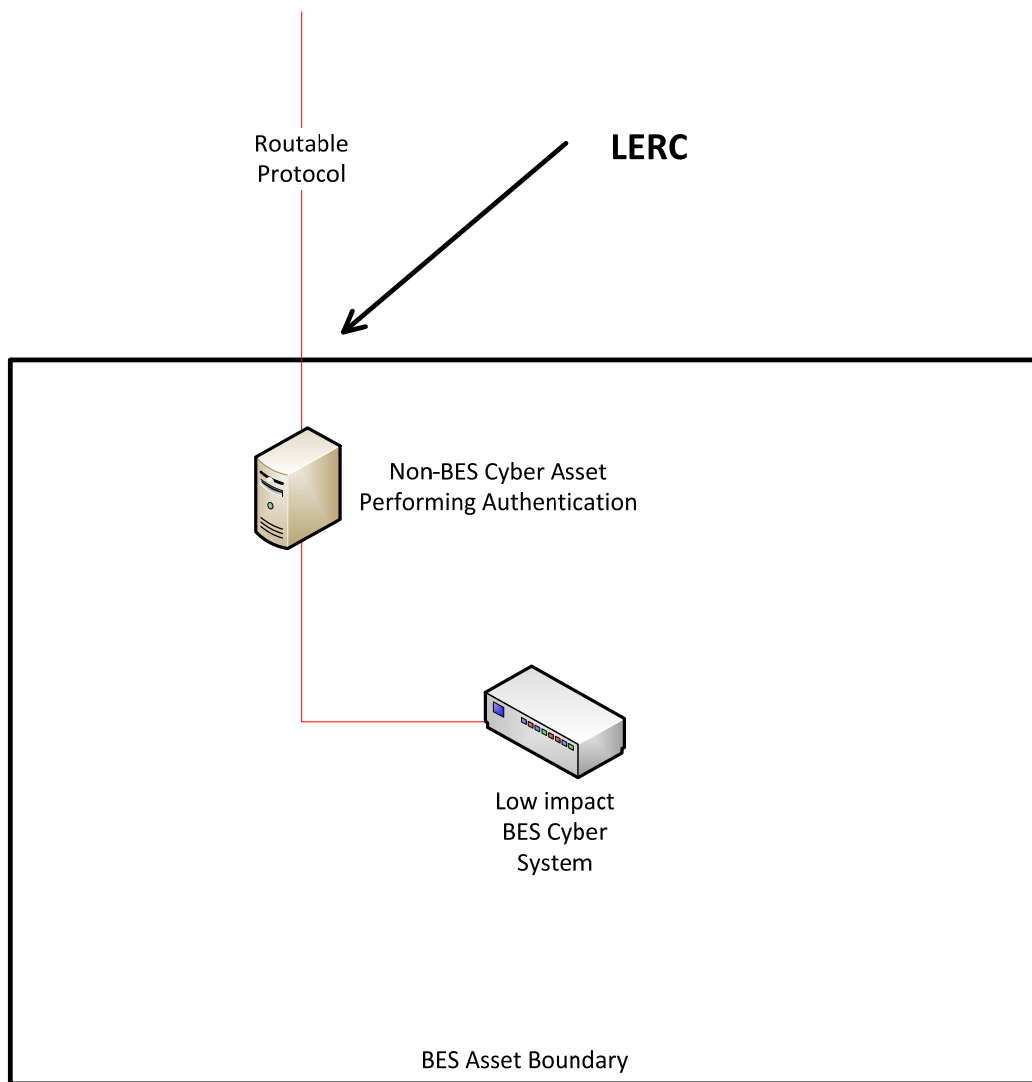 Routable
Protocol
LERC
Non-BES Cyber Asset
Performing Authentication
Low impact
BES Cyber
System
BES Asset Boundary